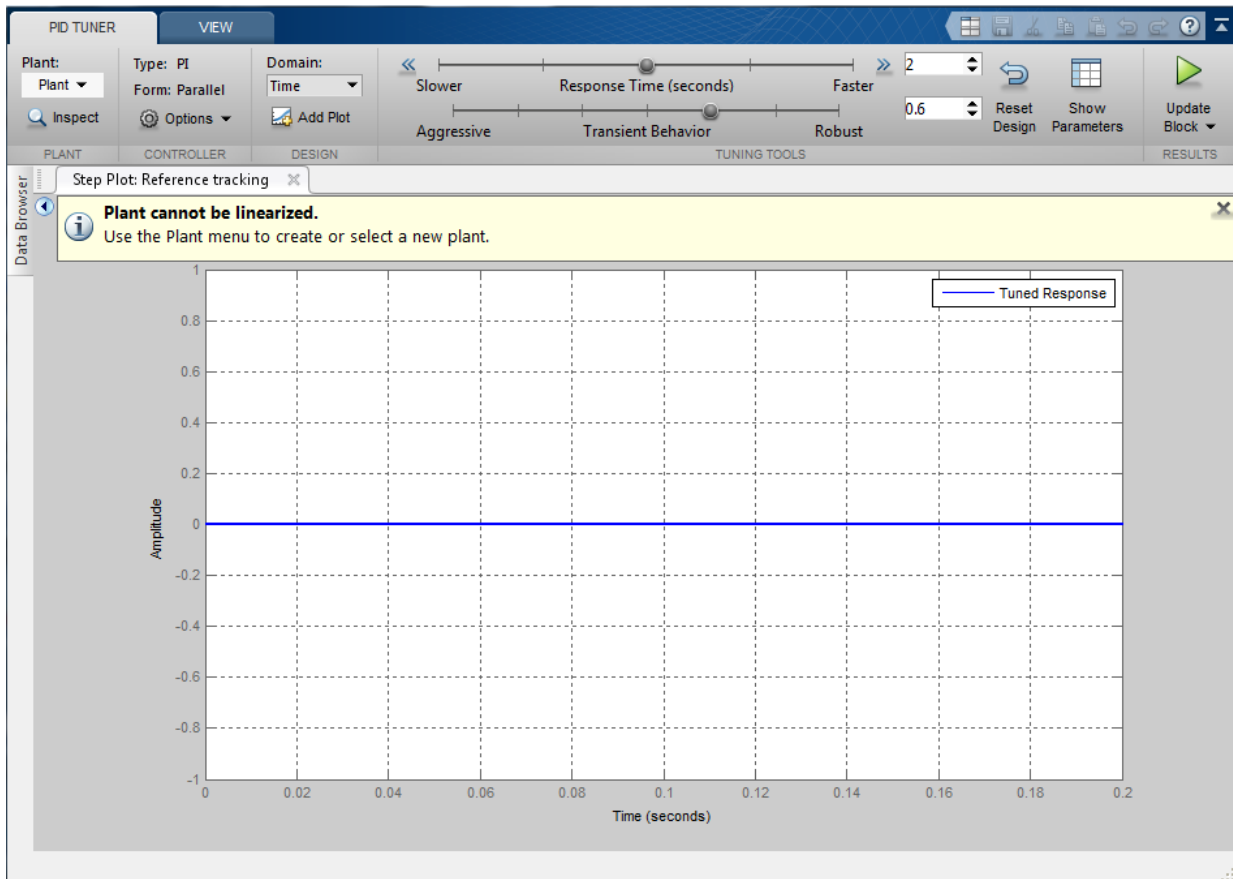 PID TUNER
VIEW
Plant:
Plant
Inspect
PLANT
Type: PI
Form: Parallel
Options
CONTROLLER
Domain:
Time
Add Plot
DESIGN
Slower Response Time (seconds) Faster
2
Aggressive Transient Behavior Robust
0.6
Reset
Design
Show
Parameters
TUNING TOOLS
Update
Block
RESULTS
Data Browser
Step Plot: Reference tracking
Plant cannot be linearized.
Use the Plant menu to create or select a new plant.
Tuned Response
Amplitude
1
0.8
0.6
0.4
0.2
0
-0.2
-0.4
-0.6
-0.8
-1
0 0.02 0.04 0.06 0.08 0.1 0.12 0.14 0.16 0.18 0.2
Time (seconds)